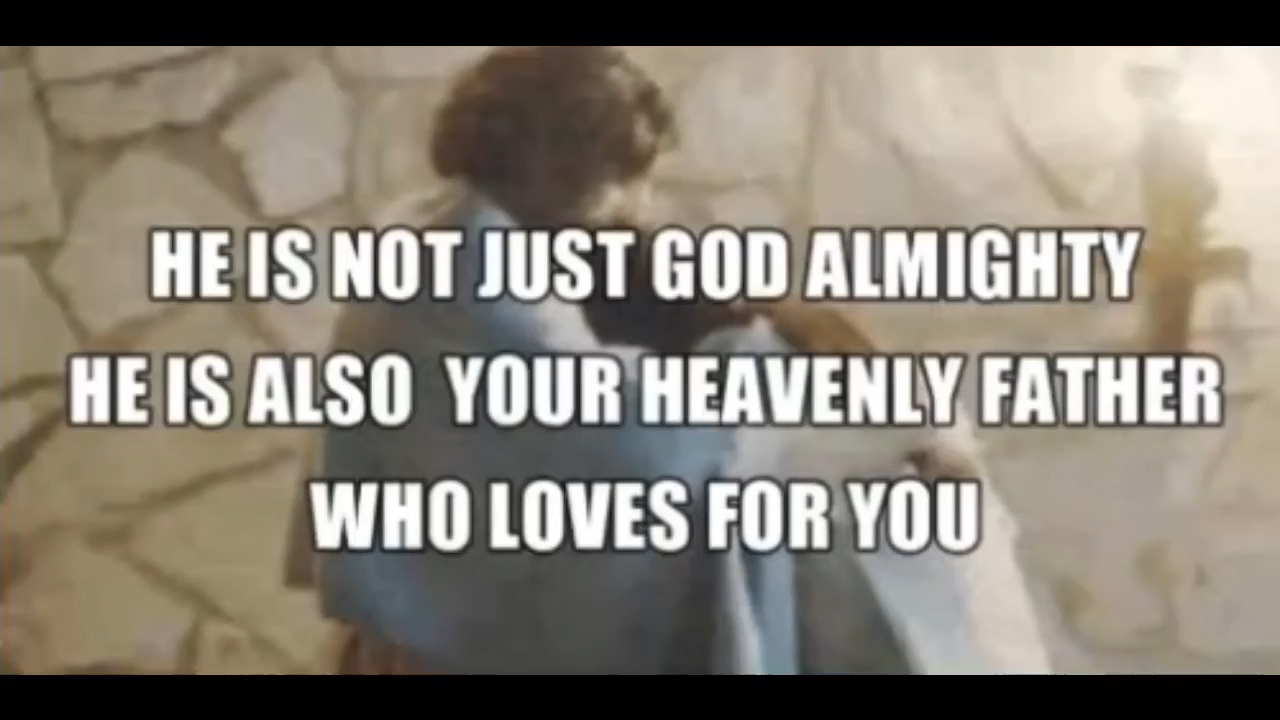 HE IS NOT JUST GOD ALMIGHTY
HE IS ALSO YOUR HEAVENLY FATHER
WHO LOVES FOR YOU